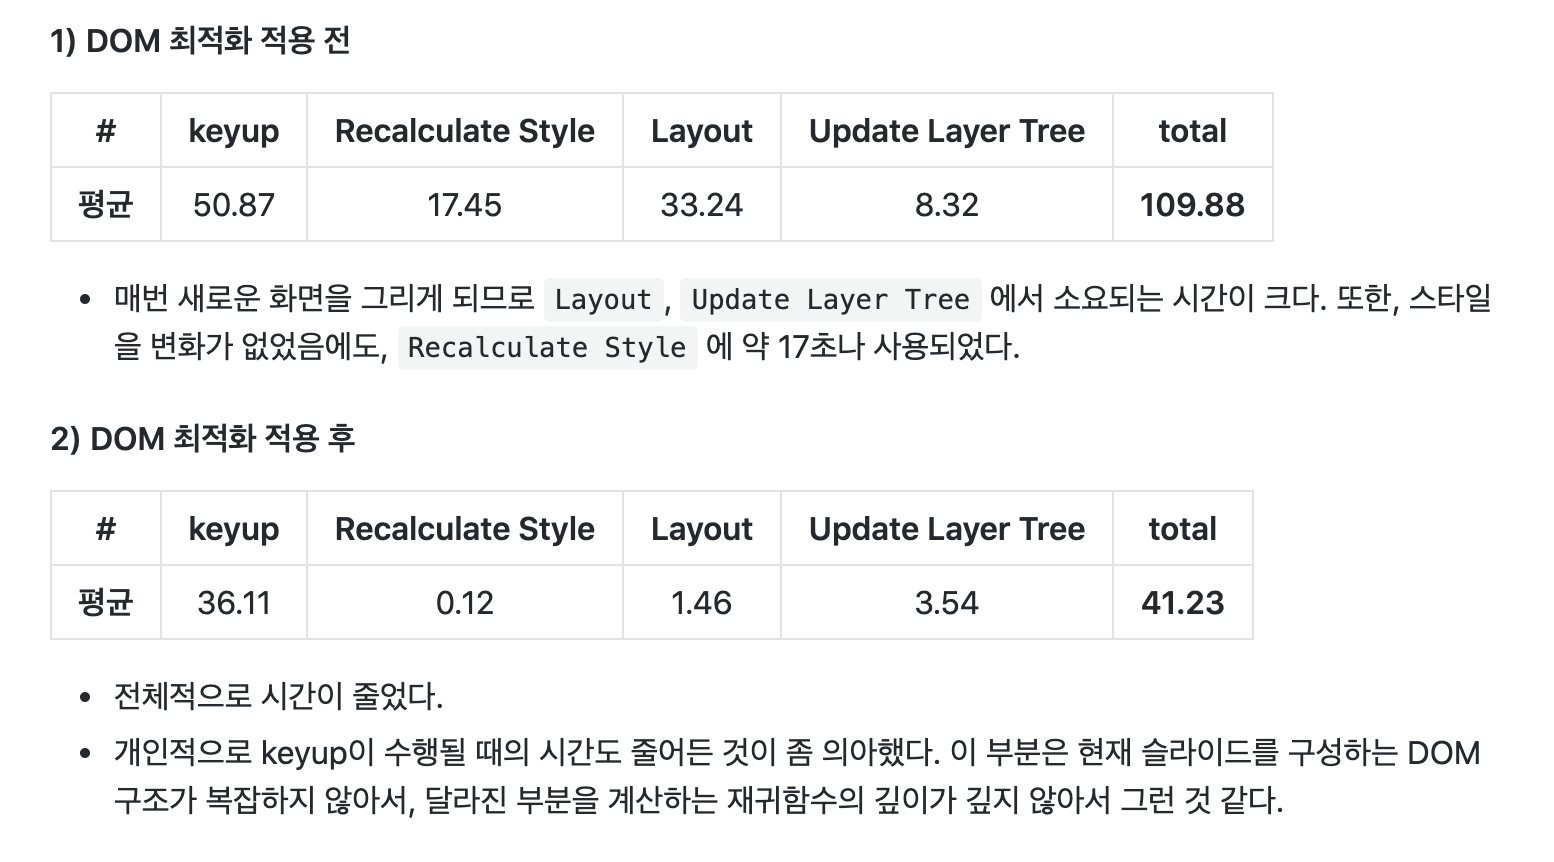 1) DOM 최적화 적용 전
# keyup Recalculate Style Layout Update Layer Tree total
평균 50.87 17.45 33.24 8.32 109.88
• 매번 새로운 화면을 그리게 되므로 Layout, Update Layer Tree 에서 소요되는 시간이 크다. 또한, 스타일
을 변화가 없었음에도, Recalculate Style 에 약 17초나 사용되었다.
2) DOM 최적화 적용 후
# keyup Recalculate Style Layout Update Layer Tree total
평균 36.11 0.12 1.46 3.54 41.23
• 전체적으로 시간이 줄었다.
• 개인적으로 keyup이 수행될 때의 시간도 줄어든 것이 좀 의아했다. 이 부분은 현재 슬라이드를 구성하는 DOM
구조가 복잡하지 않아서, 달라진 부분을 계산하는 재귀함수의 깊이가 깊지 않아서 그런 것 같다.